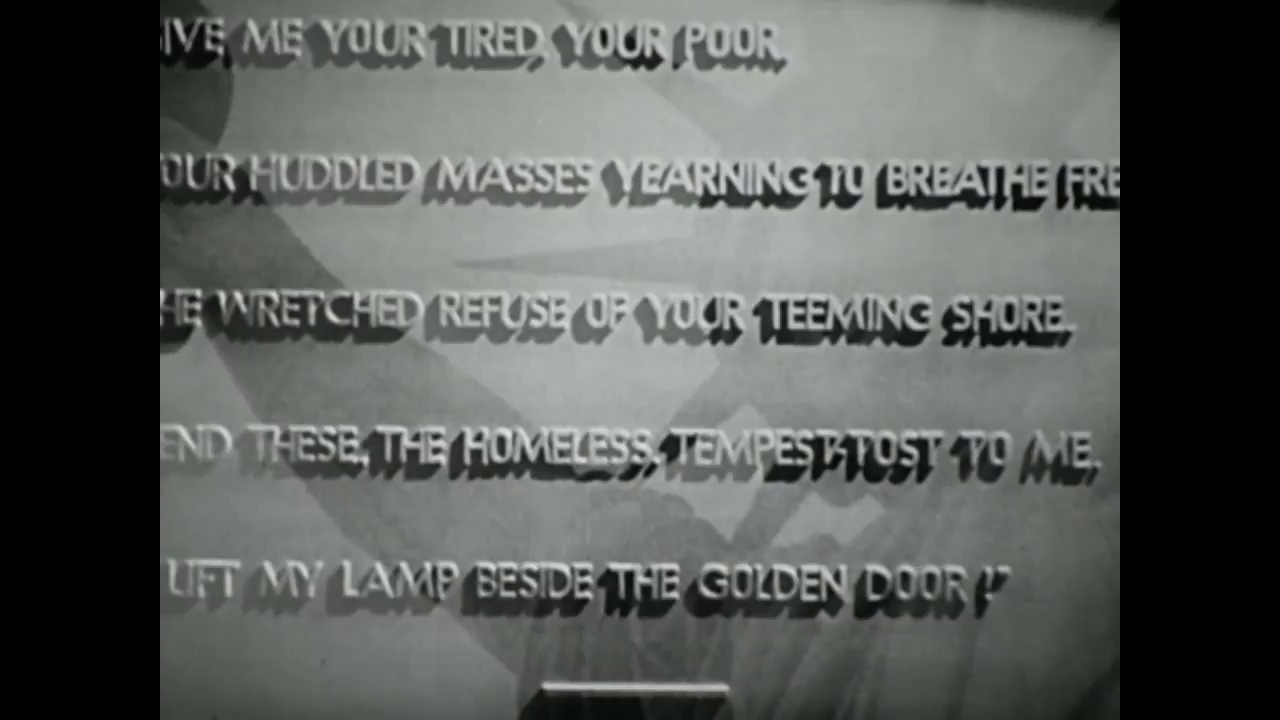 IVE ME YOUR TIRED, YOUR POOR,
OUR HUDDLED MASSES YEARNING TO BREATHE FRE
HE WRETCHED REFUSE OF YOUR TEEMING SHORE,
END THESE, THE HOMELESS, TEMPEST-TOST TO ME,
LIFT MY LAMP BESIDE THE GOLDEN DOOR!"